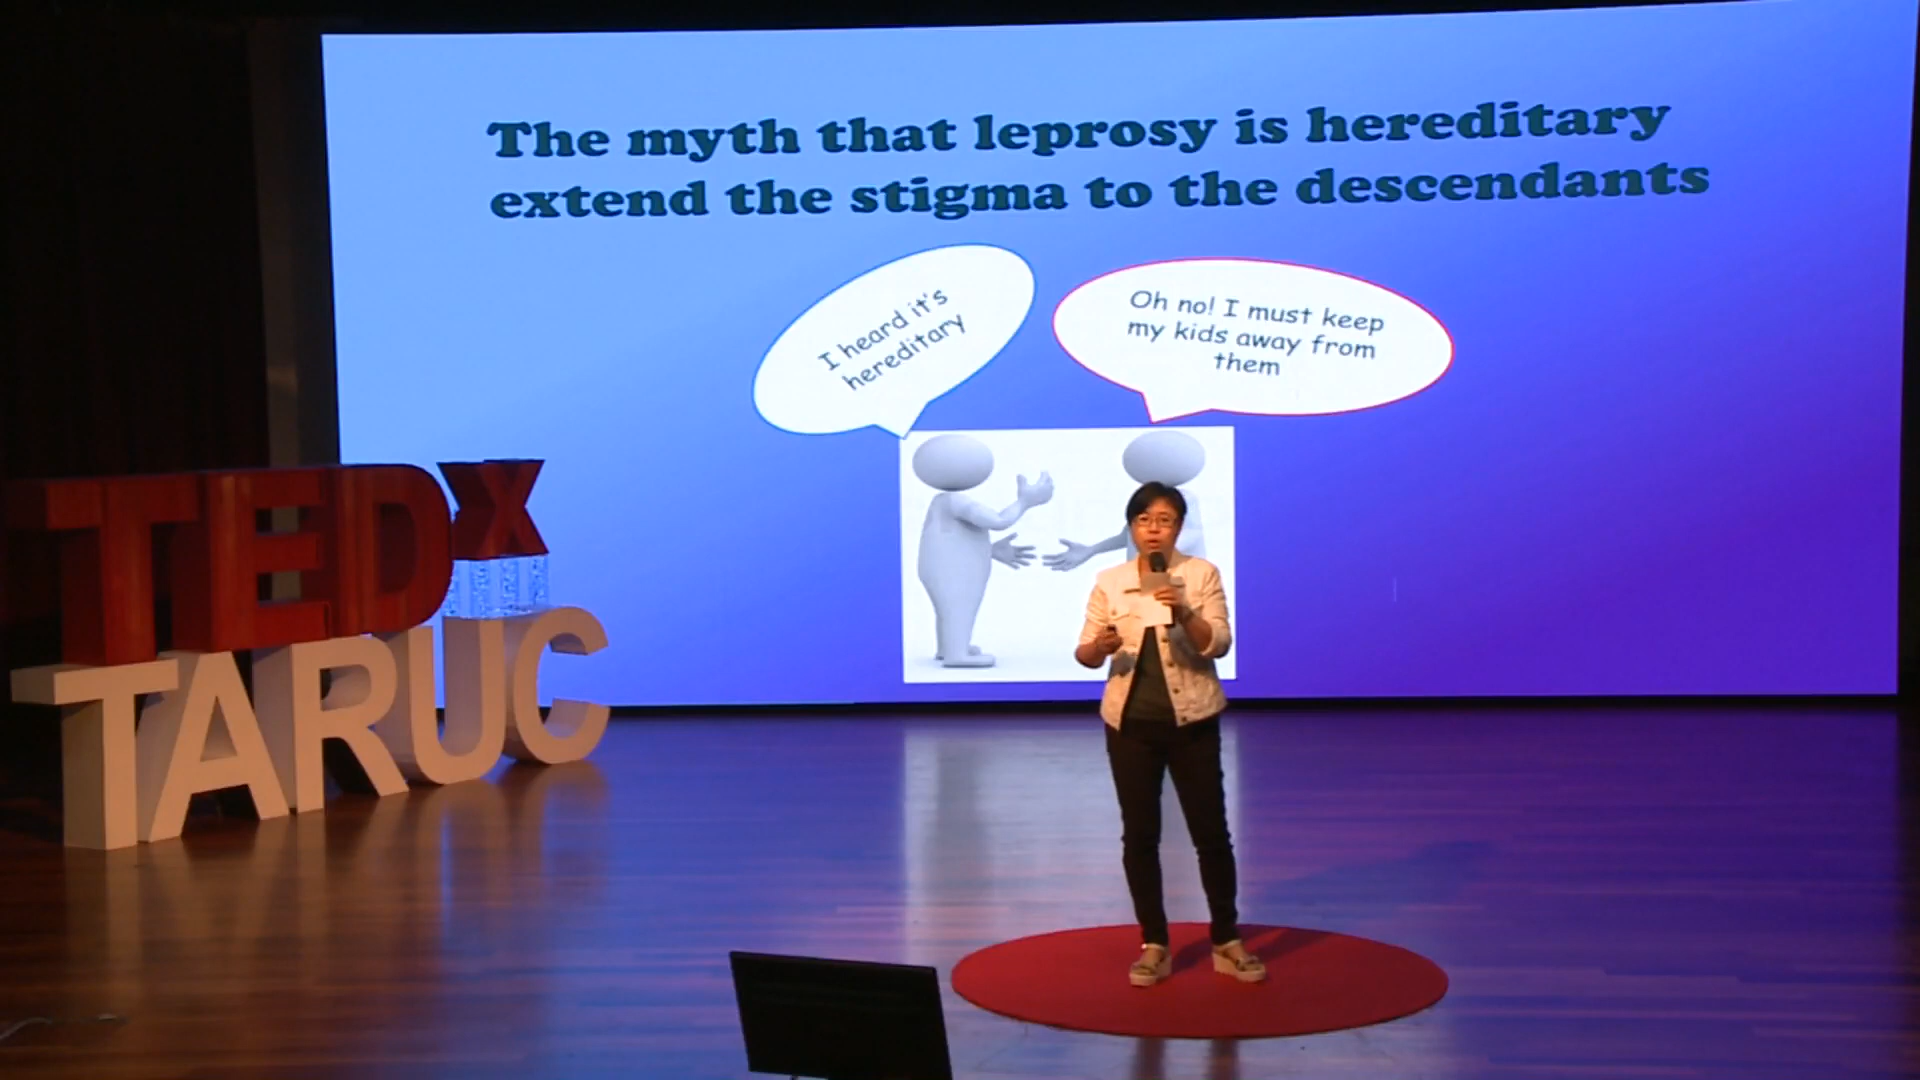 The myth that leprosy is hereditary
extend the stigma to the descendants
I heard it's
hereditary
Oh no! I must keep
my kids away from
them
TEDx
TARUC